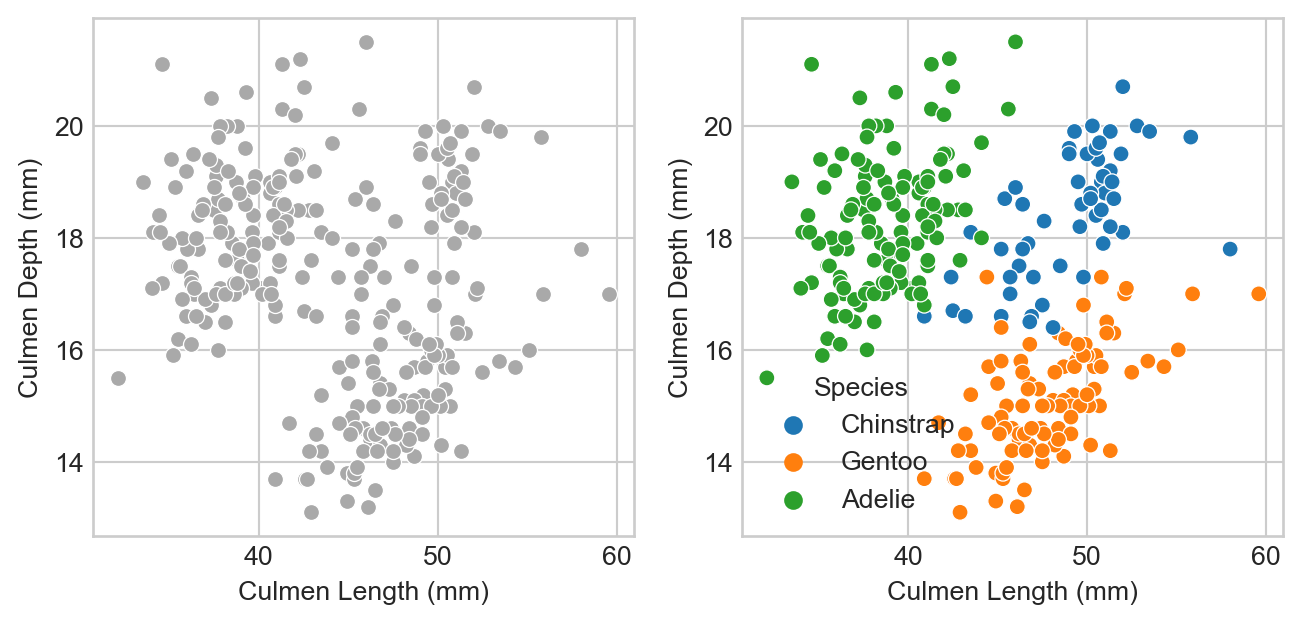 20
18
16
14
40
50
60
Culmen Length (mm)
Culmen Depth (mm)
20
18
16
14
40
50
60
Culmen Length (mm)
Culmen Depth (mm)
Species
Chinstrap
Gentoo
Adelie